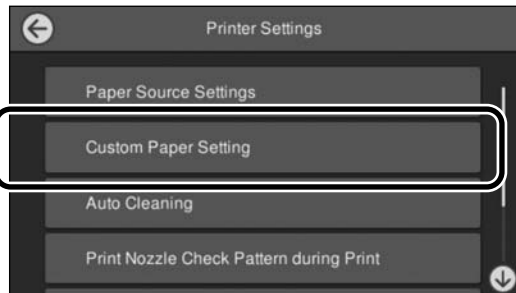 Printer Settings
Paper Source Settings
Custom Paper Setting
Auto Cleaning
Print Nozzle Check Pattern during Print